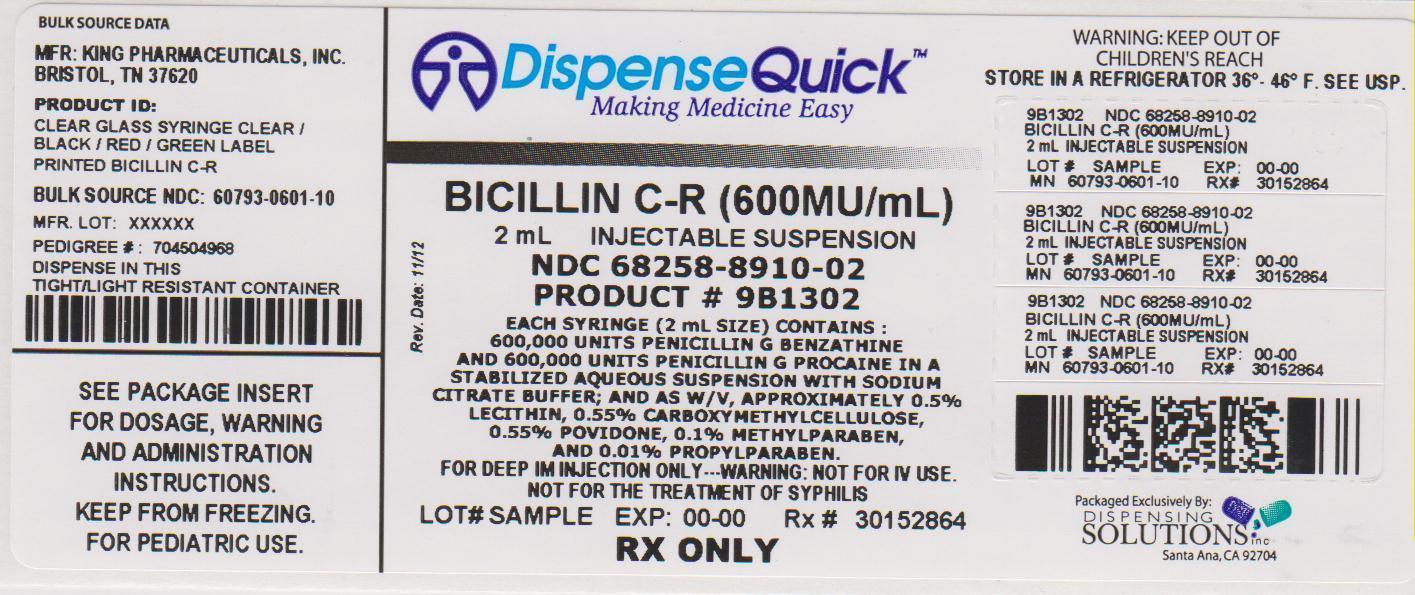 BULK SOURCE DATA
MFR: KING PHARMACEUTICALS, INC.
BRISTOL, TN 37620
PRODUCT ID:
CLEAR GLASS SYRINGE CLEAR /
BLACK / RED / GREEN LABEL
PRINTED BICILLIN C-R
BULK SOURCE NDC: 60793-0601-10
MFR. LOT: XXXXXX
PEDIGREE # : 704504968
DISPENSE IN THIS
TIGHT/LIGHT RESISTANT CONTAINER
SEE PACKAGE INSERT
FOR DOSAGE, WARNING
AND ADMINISTRATION
INSTRUCTIONS.
KEEP FROM FREEZING.
FOR PEDIATRIC USE.
DispenseQuick™
Making Medicine Easy
BICILLIN C-R (600MU/mL)
2 mL INJECTABLE SUSPENSION
NDC 68258-8910-02
PRODUCT # 9B1302
Rev. Date: 11/12
EACH SYRINGE (2 mL SIZE) CONTAINS :
600,000 UNITS PENICILLIN G BENZATHINE
AND 600,000 UNITS PENICILLIN G PROCAINE IN A
STABILIZED AQUEOUS SUSPENSION WITH SODIUM
CITRATE BUFFER; AND AS W/V, APPROXIMATELY 0.5%
LECITHIN, 0.55% CARBOXYMETHYLCELLULOSE,
0.55% POVIDONE, 0.1% METHYLPARABEN,
AND 0.01% PROPYLPARABEN.
FOR DEEP IM INJECTION ONLY---WARNING: NOT FOR IV USE.
NOT FOR THE TREATMENT OF SYPHILIS
LOT# SAMPLE EXP: 00-00 Rx # 30152864
RX ONLY
WARNING: KEEP OUT OF
CHILDREN'S REACH
STORE IN A REFRIGERATOR 36°- 46° F. SEE USP.
9B1302 NDC 68258-8910-02
BICILLIN C-R (600MU/mL)
2 mL INJECTABLE SUSPENSION
LOT # SAMPLE EXP: 00-00
MN 60793-0601-10 RX# 30152864
9B1302 NDC 68258-8910-02
BICILLIN C-R (600MU/mL)
2 mL INJECTABLE SUSPENSION
LOT # SAMPLE EXP: 00-00
MN 60793-0601-10 RX# 30152864
9B1302 NDC 68258-8910-02
BICILLIN C-R (600MU/mL)
2 mL INJECTABLE SUSPENSION
LOT # SAMPLE EXP: 00-00
MN 60793-0601-10 RX# 30152864
Packaged Exclusively By:
DISPENSING
SOLUTIONS inc
Santa Ana, CA 92704